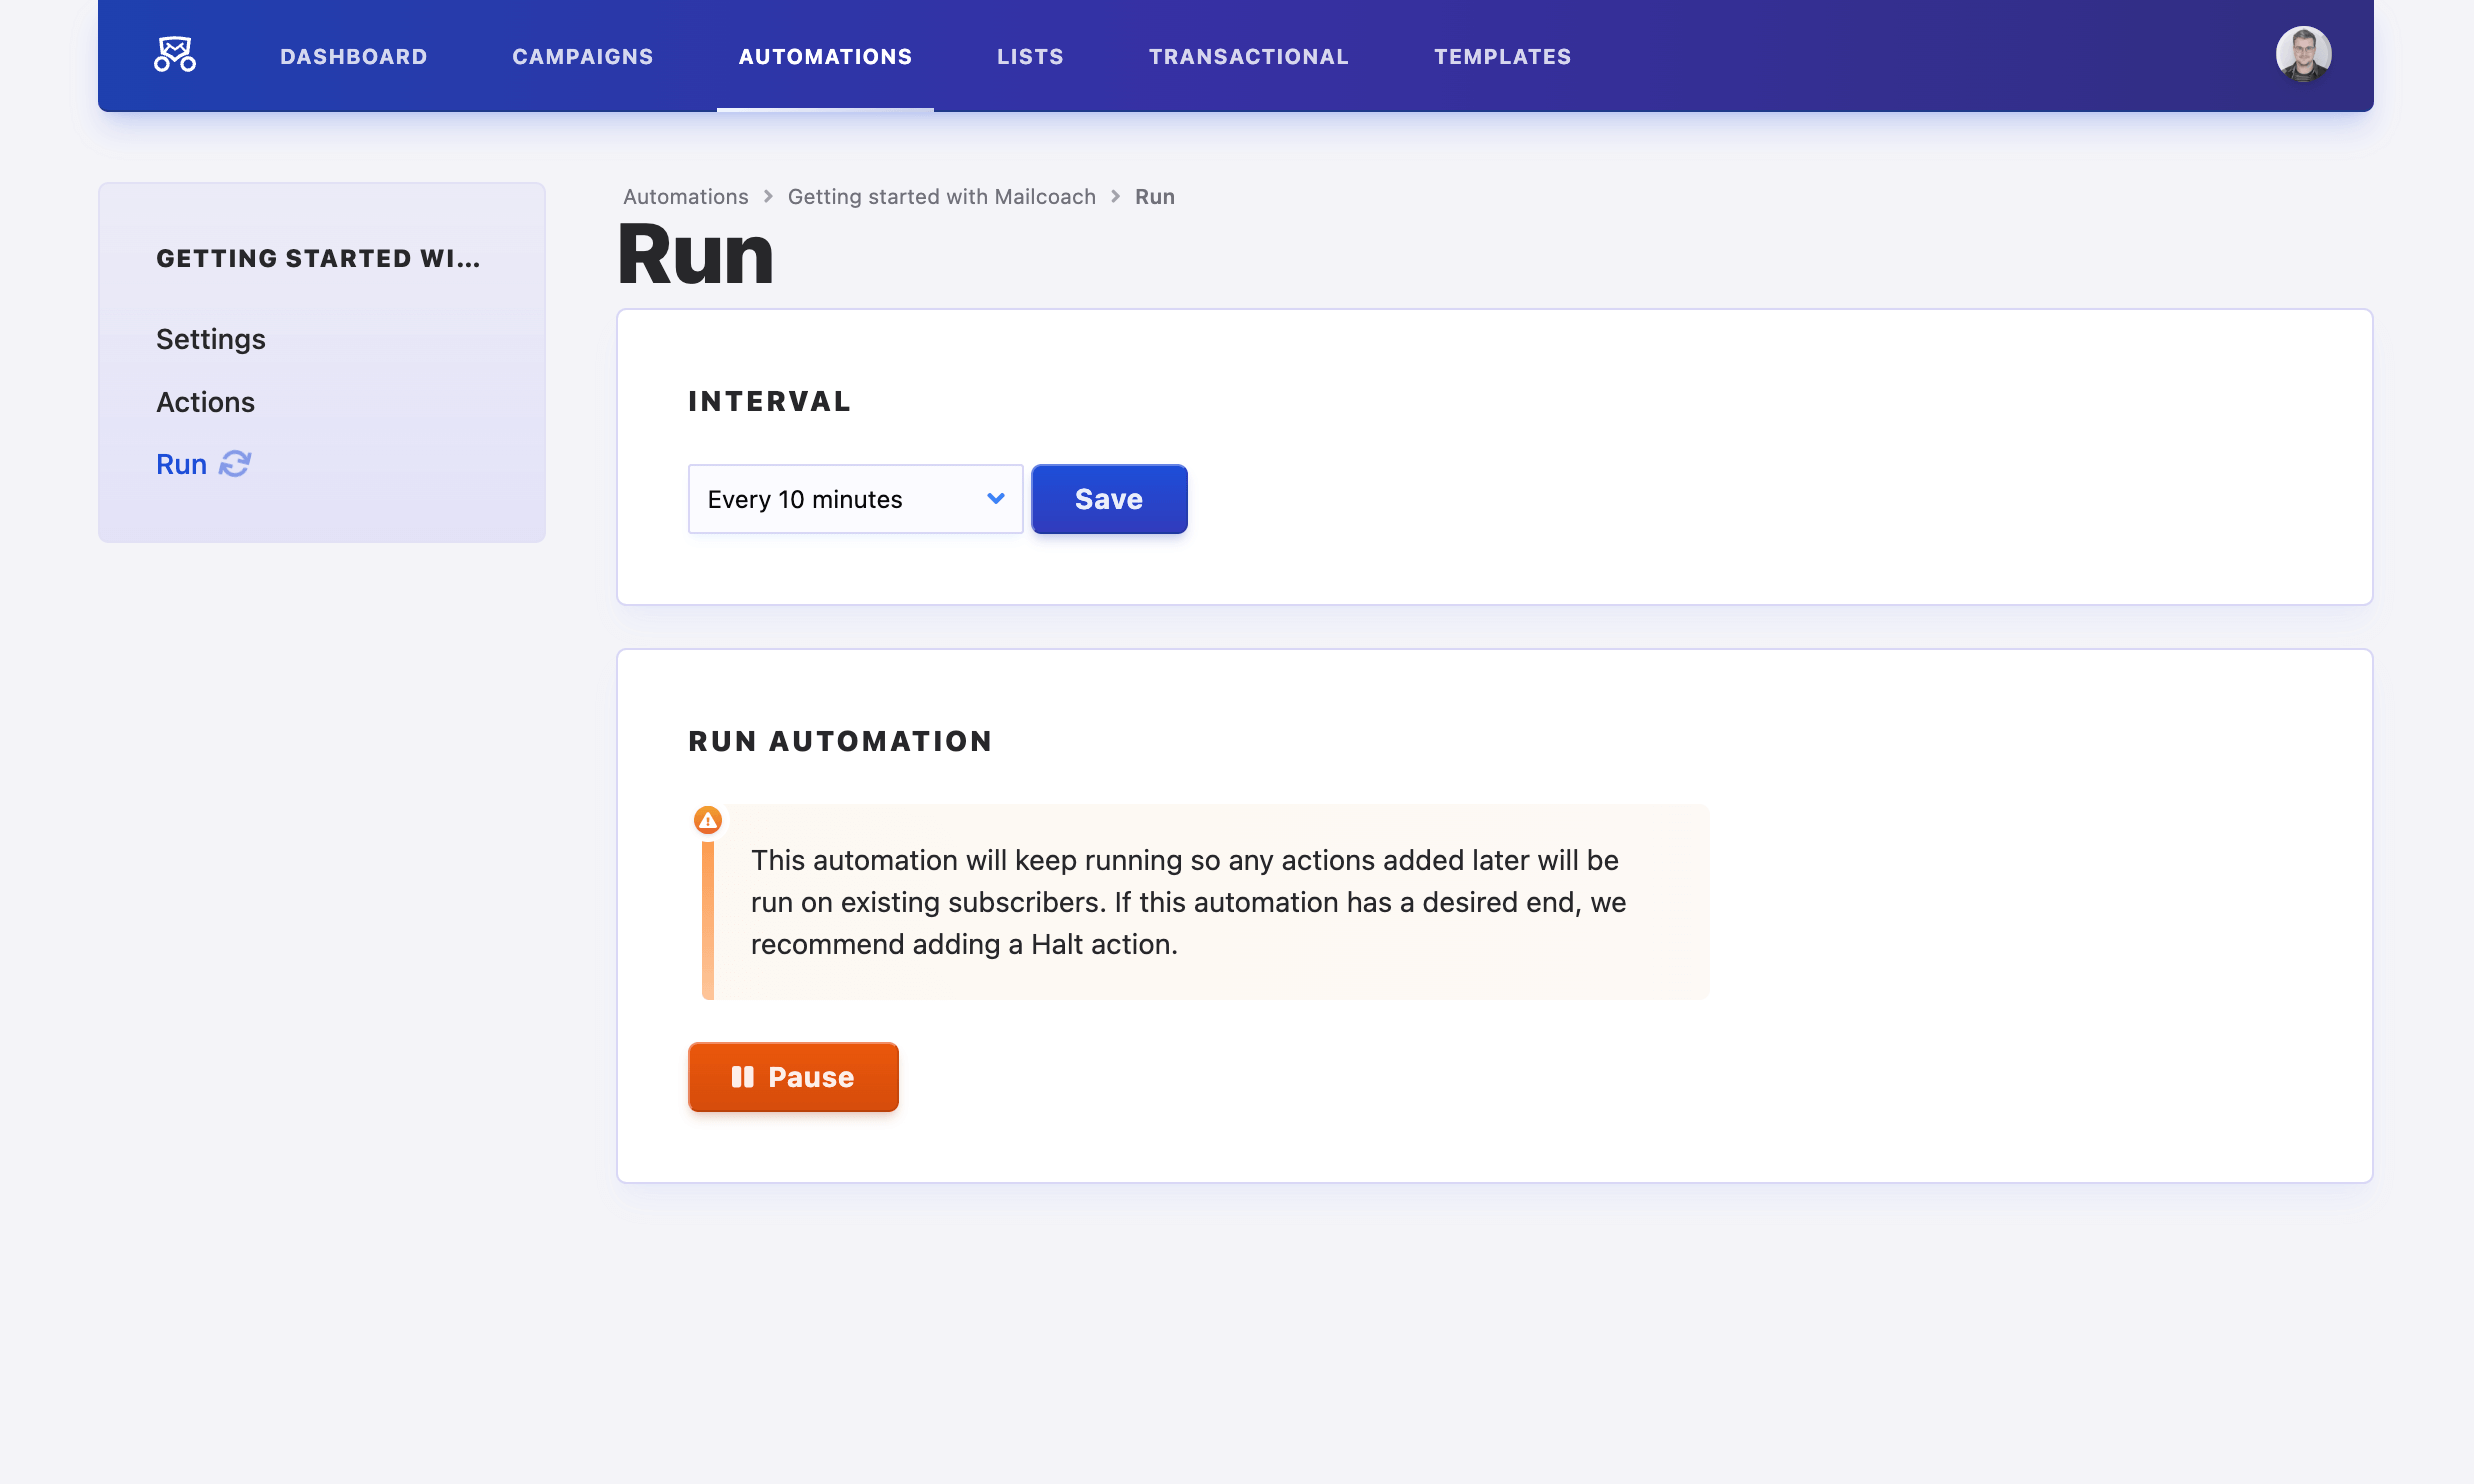 DASHBOARD CAMPAIGNS AUTOMATIONS LISTS TRANSACTIONAL TEMPLATES
GETTING STARTED WI...
Settings
Actions
Run
Automations > Getting started with Mailcoach > Run
Run
INTERVAL
Every 10 minutes Save
RUN AUTOMATION
This automation will keep running so any actions added later will be
run on existing subscribers. If this automation has a desired end, we
recommend adding a Halt action.
Pause